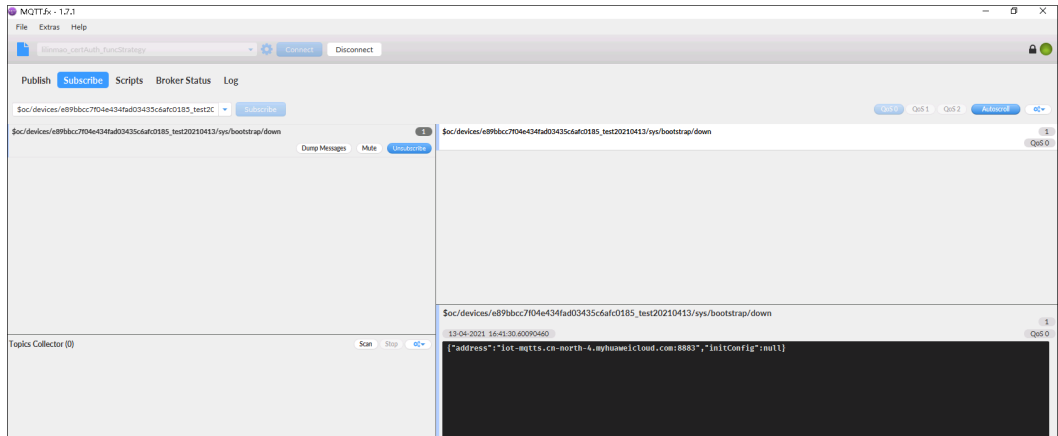 MQTT.fx - 1.7.1
File Extras Help
Connect Disconnect
Publish Subscribe Scripts Broker Status Log
$oc/devices/e89bbcc7f04e434fad03435c6afc0185_test2C Subscribe QoS 0 QoS 1 QoS 2 Autoscroll
$oc/devices/e89bbcc7f04e434fad03435c6afc0185_test20210413/sys/bootstrap/down 1
Dump Messages Mute Unsubscribe
$oc/devices/e89bbcc7f04e434fad03435c6afc0185_test20210413/sys/bootstrap/down 1
QoS 0
$oc/devices/e89bbcc7f04e434fad03435c6afc0185_test20210413/sys/bootstrap/down
1
13-04-2021 16:41:30.60090460 QoS 0
Topics Collector (0) Scan Stop
{"address":"iot-mqtts.cn-north-4.myhuaweicloud.com:8883","initConfig":null}